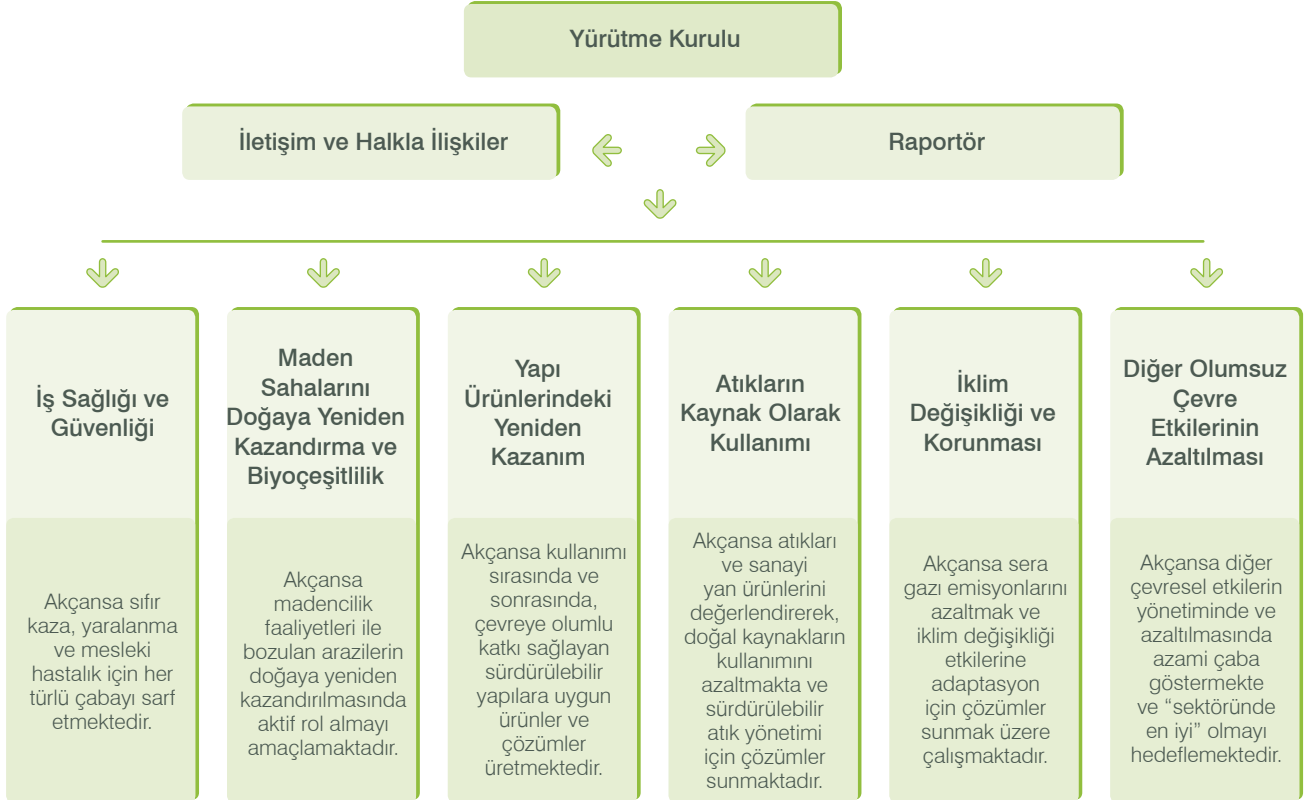 Yürütme Kurulu
İletişim ve Halkla İlişkiler
Raportör
İş Sağlığı ve
Güvenliği
Akçansa sıfır
kaza, yaralanma
ve mesleki
hastalık için her
türlü çabayı sarf
etmektedir.
Maden
Sahalarını
Doğaya Yeniden
Kazandırma ve
Biyoçeşitlilik
Akçansa
madencilik
faaliyetleri ile
bozulan arazilerin
doğaya yeniden
kazandırılmasında
aktif rol almayı
amaçlamaktadır.
Yapı
Ürünlerindeki
Yeniden
Kazanım
Akçansa kullanımı
sırasında ve
sonrasında,
çevreye olumlu
katkı sağlayan
sürdürülebilir
yapılara uygun
ürünler ve
çözümler
üretmektedir.
Atıkların
Kaynak Olarak
Kullanımı
Akçansa atıkları
ve sanayi
yan ürünlerini
değerlendirerek,
doğal kaynakların
kullanımını
azaltmakta ve
sürdürülebilir
atık yönetimi
için çözümler
sunmaktadır.
İklim
Değişikliği ve
Korunması
Akçansa sera
gazı emisyonlarını
azaltmak ve
iklim değişikliği
etkilerine
adaptasyon
için çözümler
sunmak üzere
çalışmaktadır.
Diğer Olumsuz
Çevre
Etkilerinin
Azaltılması
Akçansa diğer
çevresel etkilerin
yönetiminde ve
azaltılmasında
azami çaba
göstermekte
ve “sektöründe
en iyi” olmayı
hedeflemektedir.